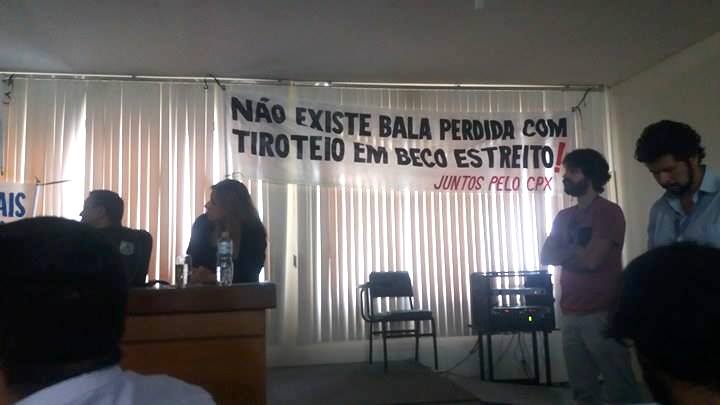 NÃO EXISTE BALA PERDIDA COM
TIROTEIO EM BECO ESTREITO!
JUNTOS PELO CPX
AIS